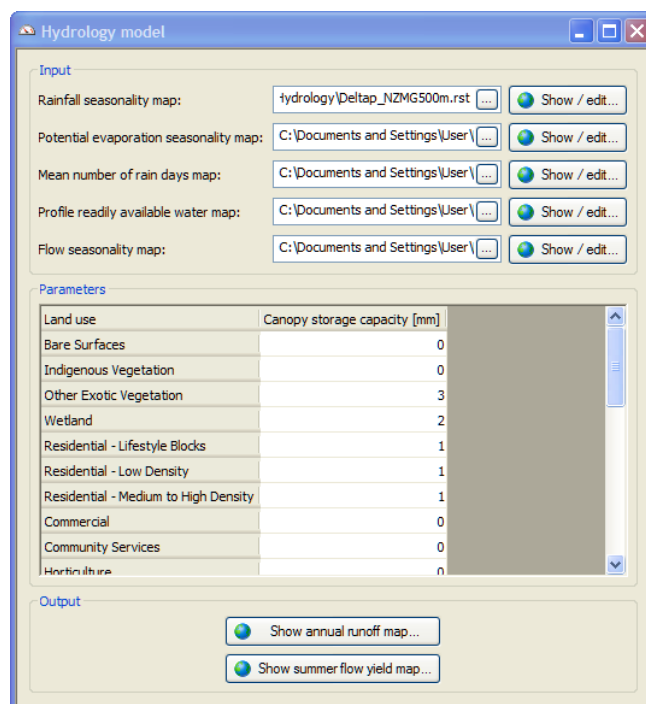 Hydrology model
Input
Rainfall seasonality map: Hydrology\Deltap_NZMG500m.rst ... Show / edit...
Potential evaporation seasonality map: C:\Documents and Settings\User\ ... Show / edit...
Mean number of rain days map: C:\Documents and Settings\User\ ... Show / edit...
Profile readily available water map: C:\Documents and Settings\User\ ... Show / edit...
Flow seasonality map: C:\Documents and Settings\User\ ... Show / edit...
Parameters
Land use Canopy storage capacity [mm]
Bare Surfaces 0
Indigenous Vegetation 0
Other Exotic Vegetation 3
Wetland 2
Residential - Lifestyle Blocks 1
Residential - Low Density 1
Residential - Medium to High Density 1
Commercial 0
Community Services 0
Horticulture 0
Output
Show annual runoff map...
Show summer flow yield map...